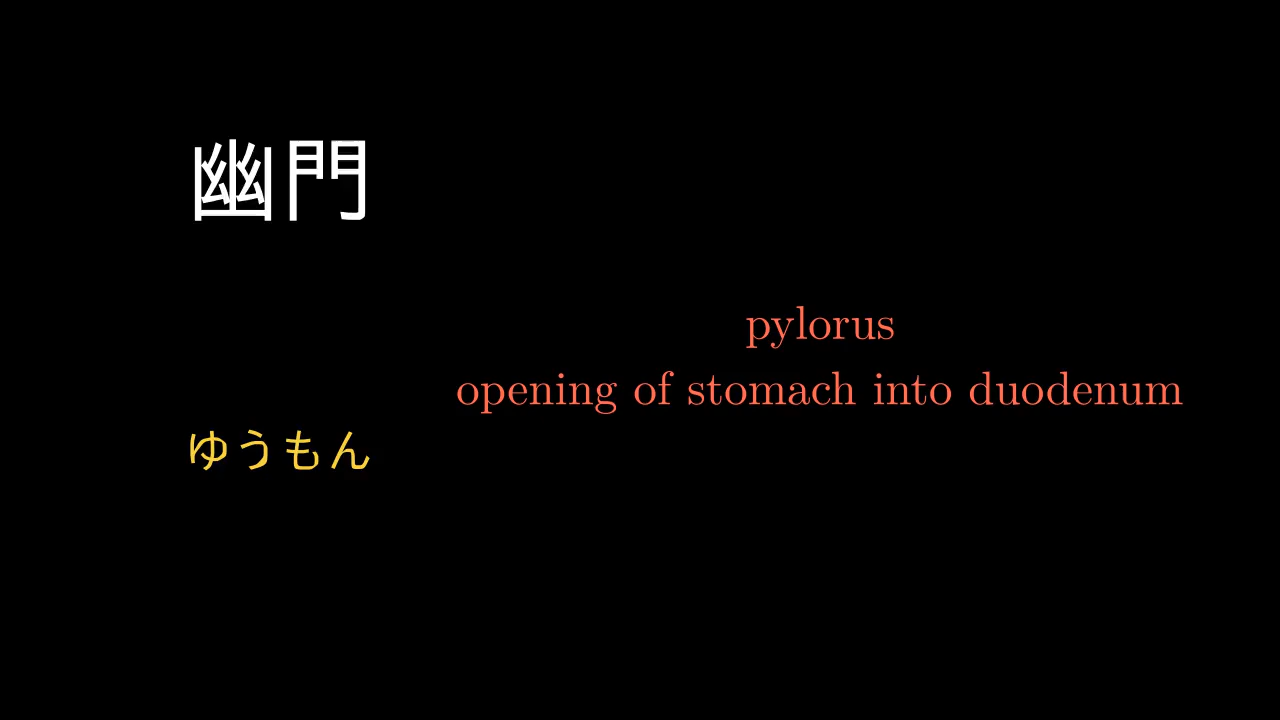 幽門
pylorus
opening of stomach into duodenum
ゆうもん